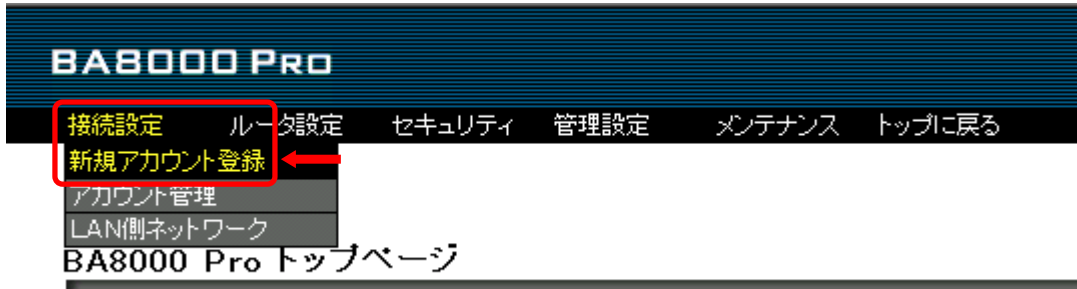 BA8000 PRO
接続設定 ルータ設定 セキュリティ 管理設定 メンテナンス トップに戻る
新規アカウント登録
アカウント管理
LAN側ネットワーク
BA8000 Pro トップページ